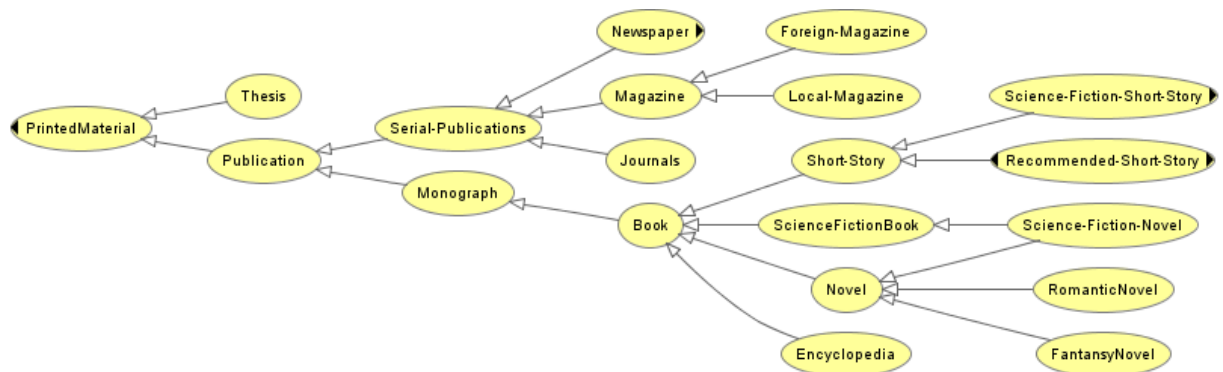 Newspaper
Foreign-Magazine
Thesis
Magazine
Local-Magazine
Science-Fiction-Short-Story
PrintedMaterial
Serial-Publications
Publication
Journals
Short-Story
Recommended-Short-Story
Monograph
Book
ScienceFictionBook
Science-Fiction-Novel
Novel
RomanticNovel
Encyclopedia
FantansyNovel